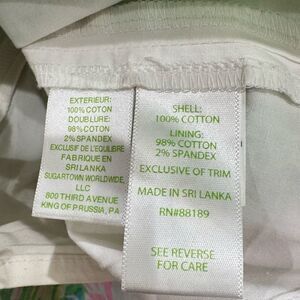 EXTERIEUR:
100% COTON
DOUBLURE:
98% COTON
2% SPANDEX
EXCLUSIF DE L'EQUILIBRE
FABRIQUE EN
SRI LANKA
SUGARTOWN WORLDWIDE,
LLC
800 THIRD AVENUE
KING OF PRUSSIA, PA
SHELL:
100% COTTON
LINING:
98% COTTON
2% SPANDEX
EXCLUSIVE OF TRIM
MADE IN SRI LANKA
RN#88189
SEE REVERSE
FOR CARE